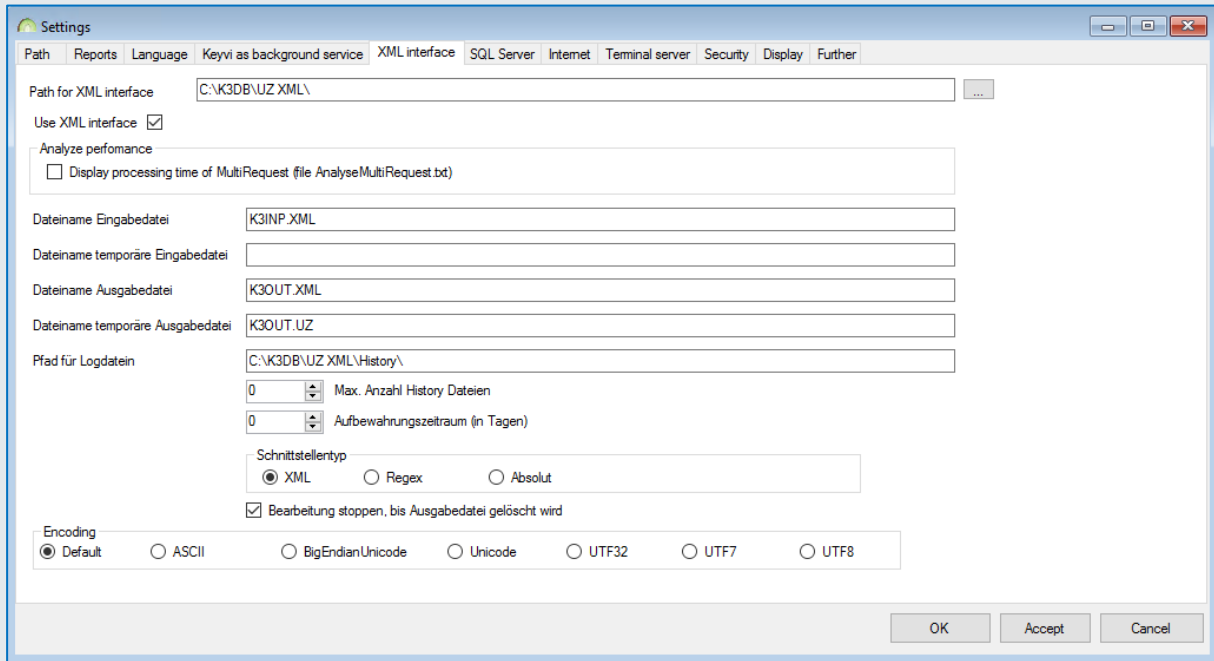 Settings
Path Reports Language Keyvi as background service XML interface SQL Server Internet Terminal server Security Display Further
Path for XML interface C:\K3DB\UZ XML\ ...
Use XML interface
Analyze perfomance
Display processing time of MultiRequest (file AnalyseMultiRequest.txt)
Dateiname Eingabedatei K3INP.XML
Dateiname temporäre Eingabedatei
Dateiname Ausgabedatei K3OUT.XML
Dateiname temporäre Ausgabedatei K3OUT.UZ
Pfad für Logdatein C:\K3DB\UZ XML\History\
0 Max. Anzahl History Dateien
0 Aufbewahrungszeitraum (in Tagen)
Schnittstellentyp
XML Regex Absolut
Bearbeitung stoppen, bis Ausgabedatei gelöscht wird
Encoding
Default ASCII BigEndianUnicode Unicode UTF32 UTF7 UTF8
OK Accept Cancel